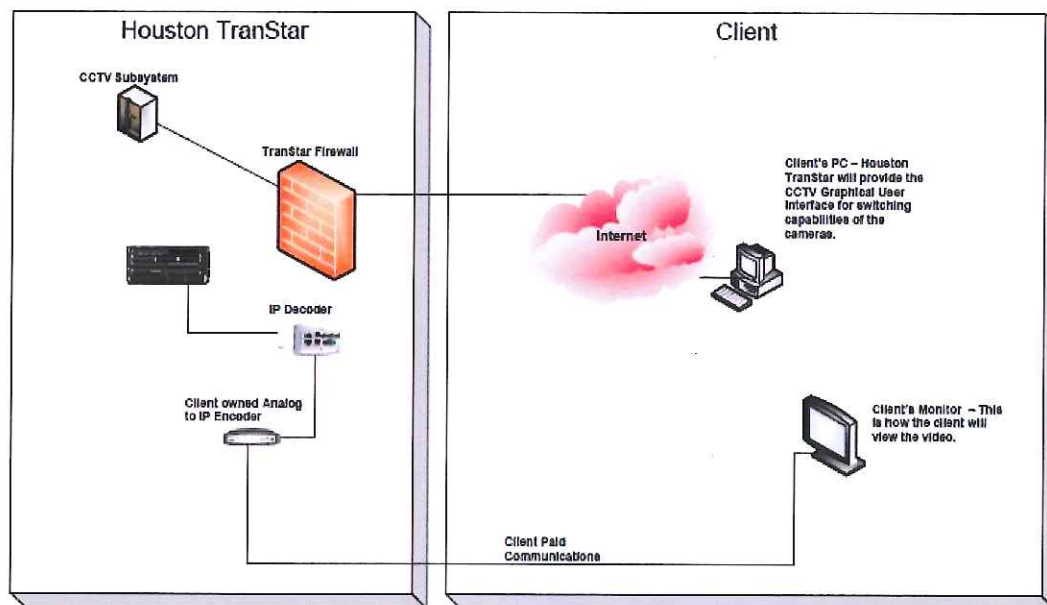 Houston TranStar
Client
CCTV Subsystem
TranStar Firewall
Client's PC – Houston
TranStar will provide the
CCTV Graphical User
Interface for switching
capabilities of the
cameras.
Internet
IP Decoder
Client owned Analog
to IP Encoder
Client's Monitor – This
is how the client will
view the video.
Client Paid
Communications